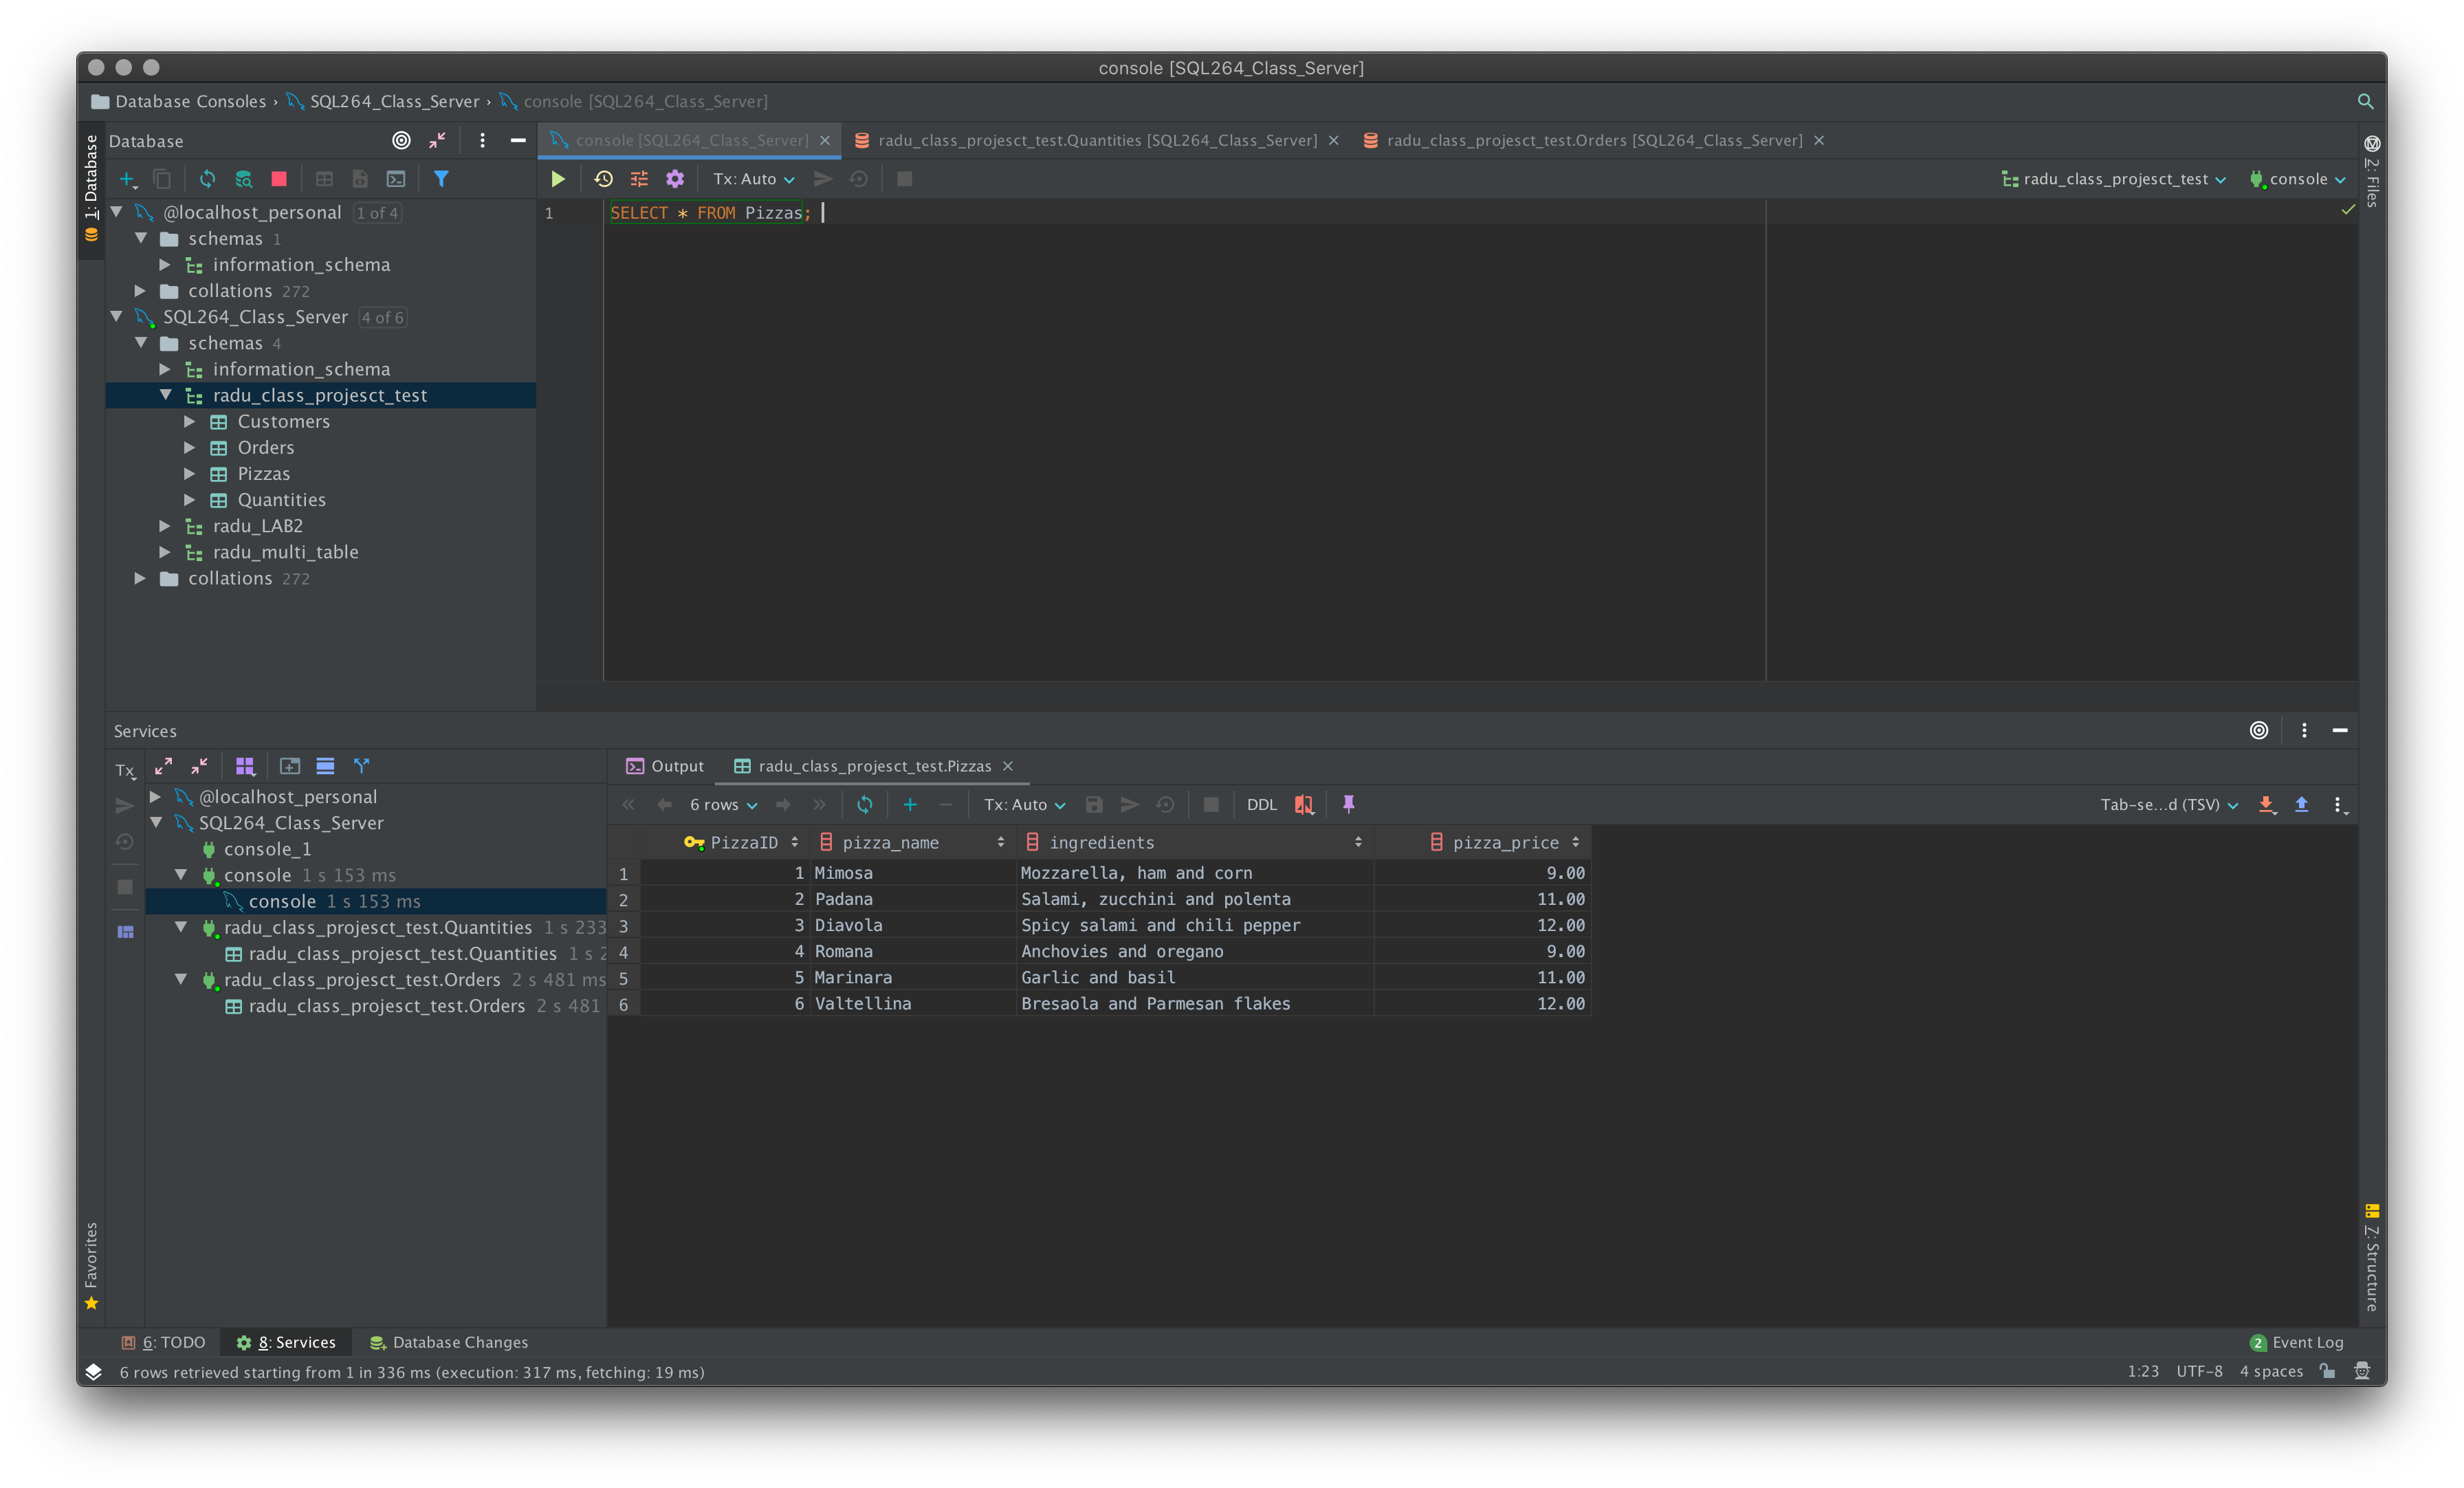 console [SQL264_Class_Server]
Database Consoles › SQL264_Class_Server › console [SQL264_Class_Server]
1: Database
Database
console [SQL264_Class_Server]
radu_class_projesct_test.Quantities [SQL264_Class_Server]
radu_class_projesct_test.Orders [SQL264_Class_Server]
2: Files
Tx: Auto
radu_class_projesct_test
console
@localhost_personal 1 of 4
schemas 1
information_schema
collations 272
SQL264_Class_Server 4 of 6
schemas 4
information_schema
radu_class_projesct_test
Customers
Orders
Pizzas
Quantities
radu_LAB2
radu_multi_table
collations 272
1 SELECT * FROM Pizzas;
Services
Tx
@localhost_personal
SQL264_Class_Server
console_1
console 1 s 153 ms
console 1 s 153 ms
radu_class_projesct_test.Quantities 1 s 233
radu_class_projesct_test.Quantities 1 s 2
radu_class_projesct_test.Orders 2 s 481 ms
radu_class_projesct_test.Orders 2 s 481
Output radu_class_projesct_test.Pizzas
6 rows Tx: Auto DDL Tab-se...d (TSV)
PizzaID pizza_name ingredients pizza_price
1 1 Mimosa Mozzarella, ham and corn 9.00
2 2 Padana Salami, zucchini and polenta 11.00
3 3 Diavola Spicy salami and chili pepper 12.00
4 4 Romana Anchovies and oregano 9.00
5 5 Marinara Garlic and basil 11.00
6 6 Valtellina Bresaola and Parmesan flakes 12.00
Favorites
7: Structure
6: TODO 8: Services Database Changes 2 Event Log
6 rows retrieved starting from 1 in 336 ms (execution: 317 ms, fetching: 19 ms) 1:23 UTF-8 4 spaces